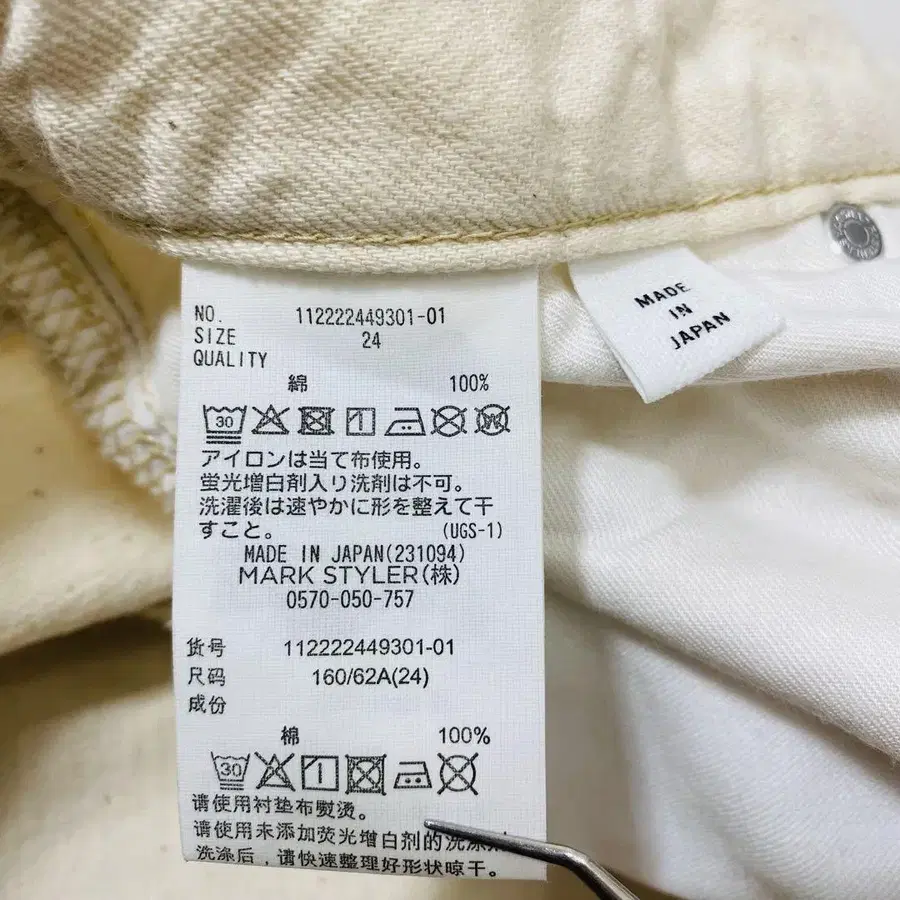 NO. 112222449301-01
SIZE 24
QUALITY
綿 100%
30
アイロンは当て布使用。
蛍光増白剤入り洗剤は不可。
洗濯後は速やかに形を整えて干
すこと。 (UGS-1)
MADE IN JAPAN(231094)
MARK STYLER(株)
0570-050-757
货号 112222449301-01
尺码 160/62A(24)
成份
棉 100%
30
请使用衬垫布熨烫。
请使用未添加荧光增白剂的洗涤
洗涤后，请快速整理好形状晾干。
MADE
IN
JAPAN